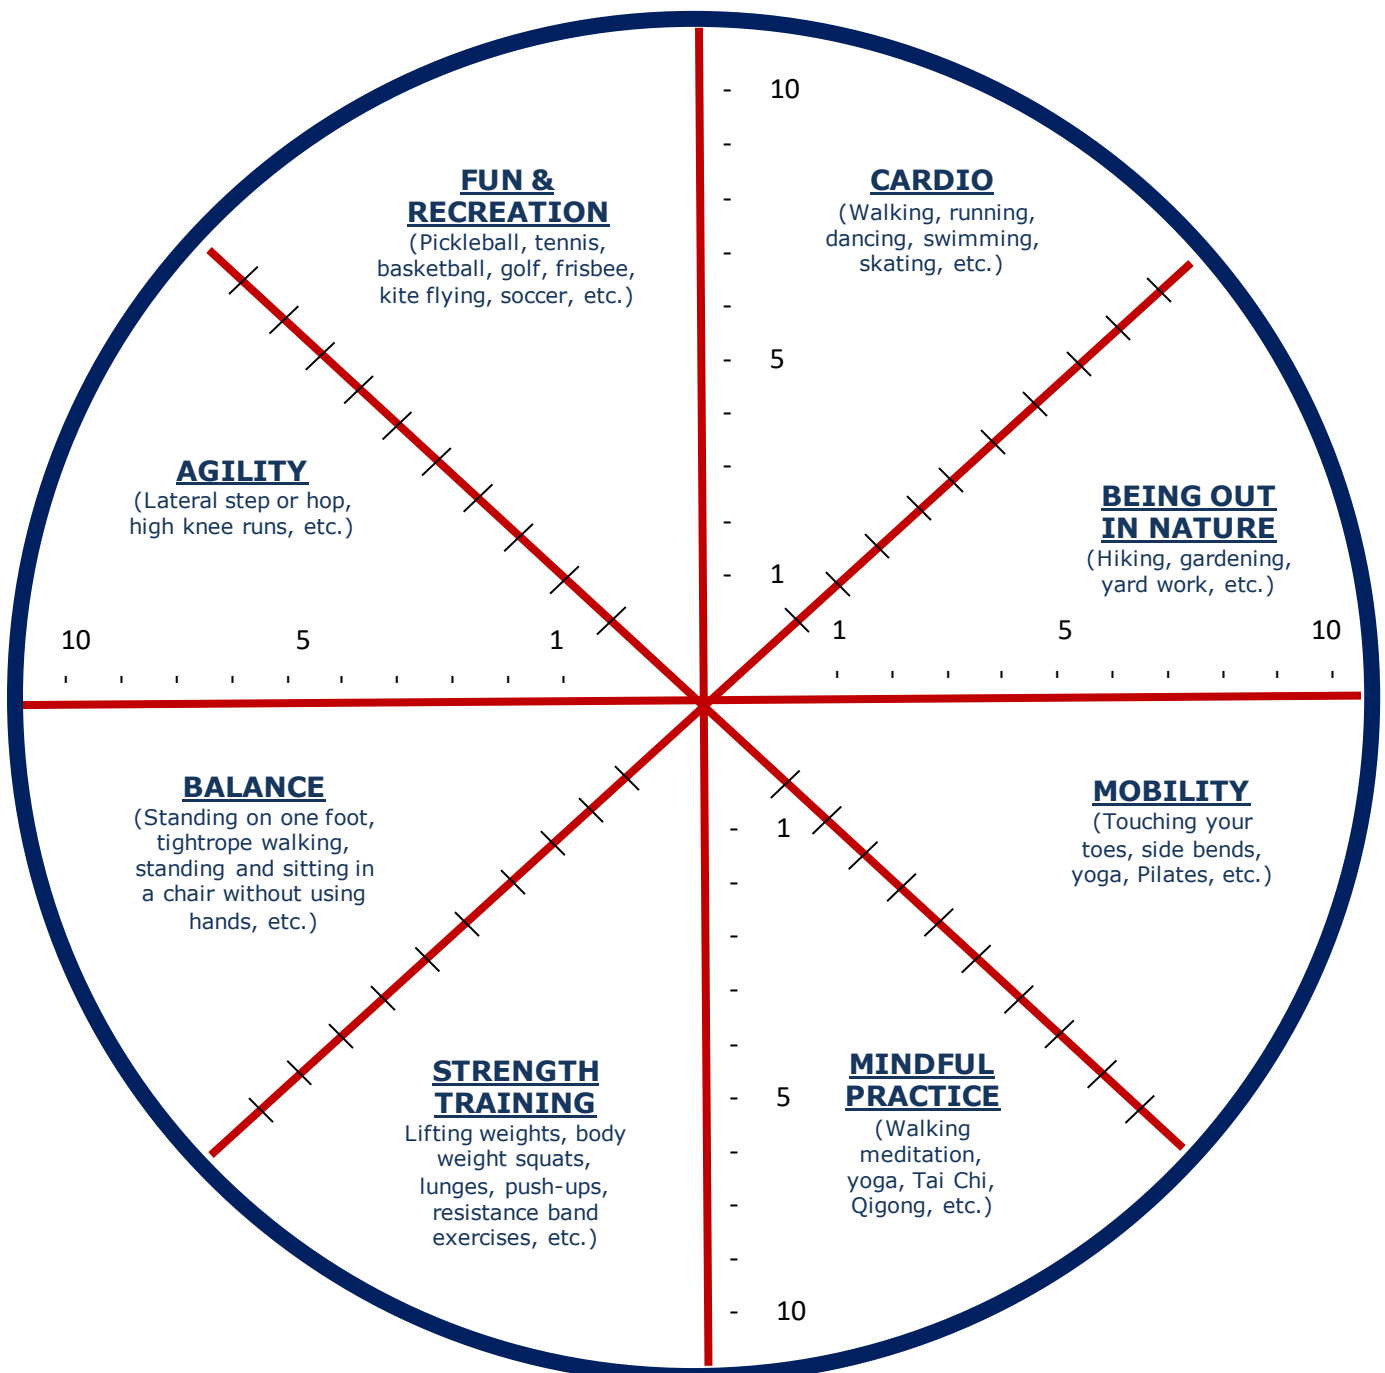 10
FUN &
RECREATION
(Pickleball, tennis,
basketball, golf, frisbee,
kite flying, soccer, etc.)
CARDIO
(Walking, running,
dancing, swimming,
skating, etc.)
5
AGILITY
(Lateral step or hop,
high knee runs, etc.)
BEING OUT
IN NATURE
(Hiking, gardening,
yard work, etc.)
1
10 5 1
1 5 10
BALANCE
(Standing on one foot,
tightrope walking,
standing and sitting in
a chair without using
hands, etc.)
MOBILITY
(Touching your
toes, side bends,
yoga, Pilates, etc.)
1
STRENGTH
TRAINING
Lifting weights, body
weight squats,
lunges, push-ups,
resistance band
exercises, etc.)
MINDFUL
PRACTICE
(Walking
meditation,
yoga, Tai Chi,
Qigong, etc.)
5
10